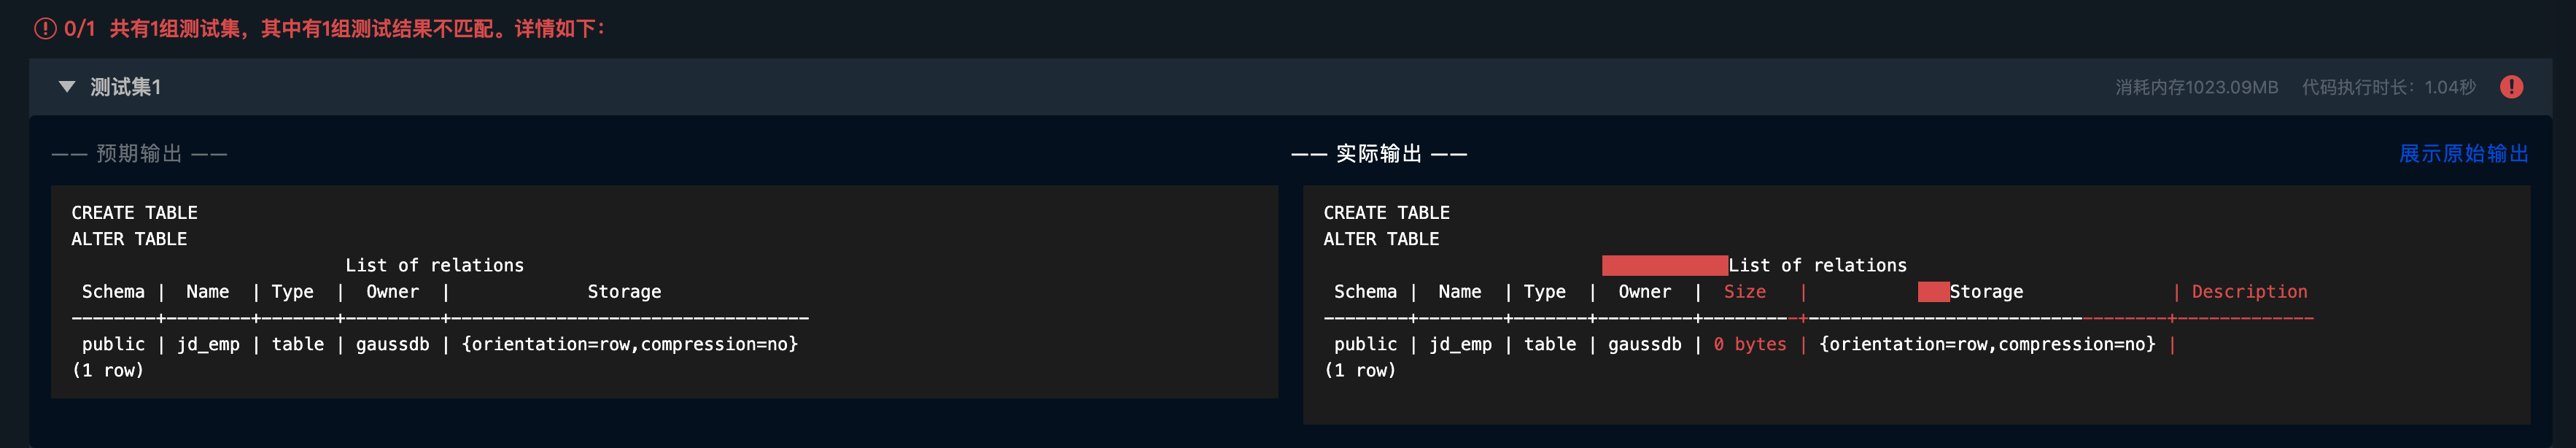 0/1 共有1组测试集，其中有1组测试结果不匹配。详情如下：
测试集1 消耗内存1023.09MB 代码执行时长：1.04秒
—— 预期输出 ——
CREATE TABLE
ALTER TABLE
List of relations
Schema | Name | Type | Owner | Storage
--------+--------+-------+---------+----------------------------------
public | jd_emp | table | gaussdb | {orientation=row,compression=no}
(1 row)
—— 实际输出 ——
展示原始输出
CREATE TABLE
ALTER TABLE
List of relations
Schema | Name | Type | Owner | Size | Storage | Description
--------+--------+-------+---------+---------+----------------------------------+-------------
public | jd_emp | table | gaussdb | 0 bytes | {orientation=row,compression=no} |
(1 row)